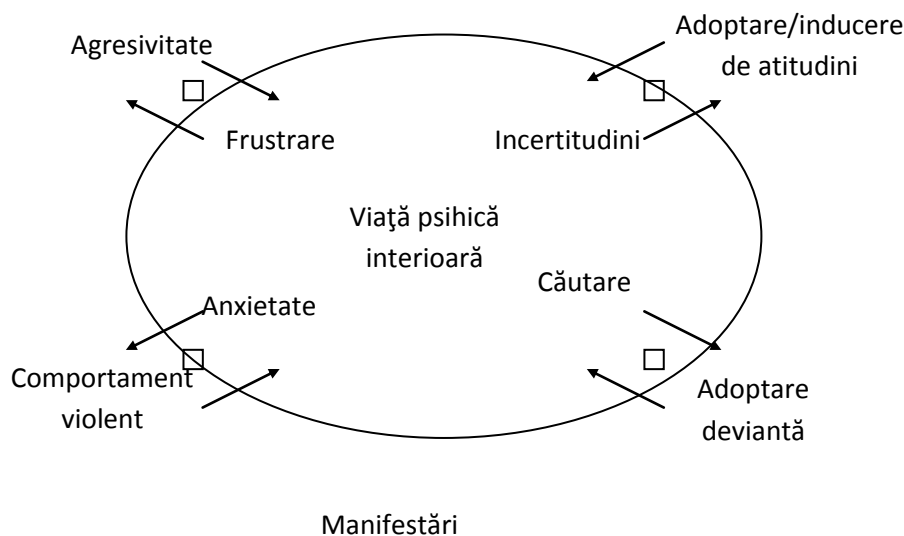 Agresivitate
Adoptare/inducere
de atitudini
Frustrare
Incertitudini
Viaţă psihică
interioară
Căutare
Anxietate
Comportament
violent
Adoptare
deviantă
Manifestări